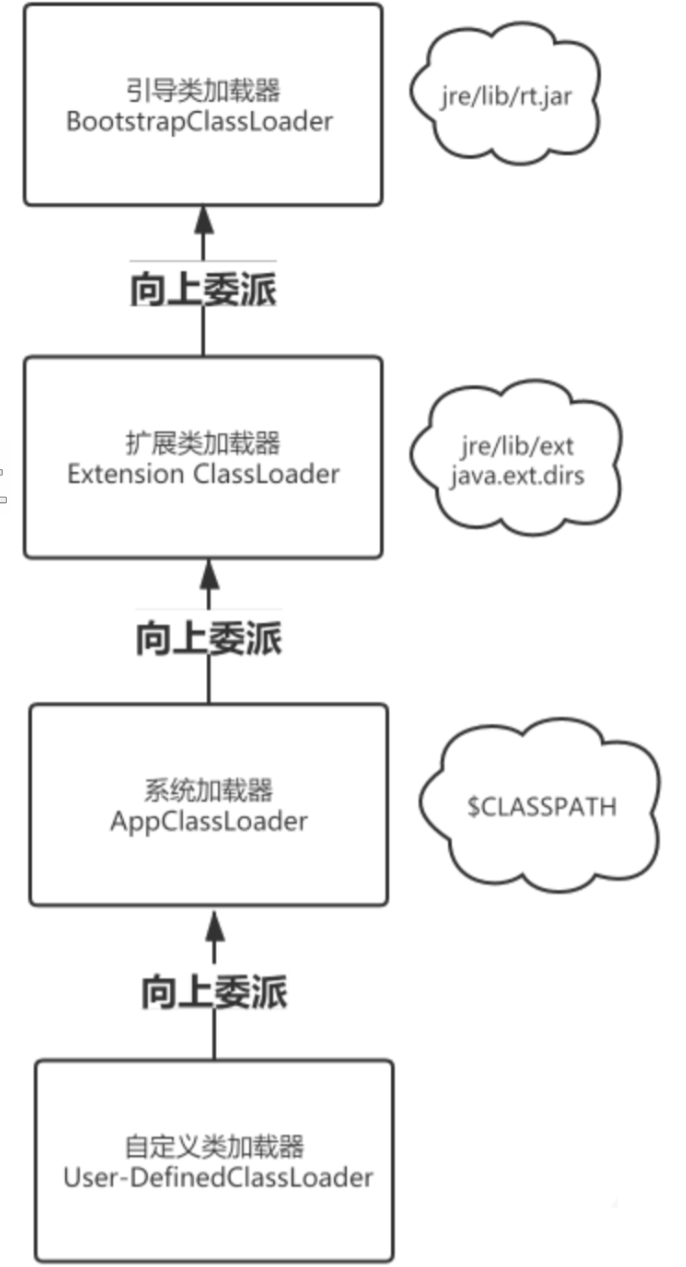 引导类加载器
BootstrapClassLoader
jre/lib/rt.jar
向上委派
扩展类加载器
Extension ClassLoader
jre/lib/ext
java.ext.dirs
向上委派
系统加载器
AppClassLoader
$CLASSPATH
向上委派
自定义类加载器
User-DefinedClassLoader